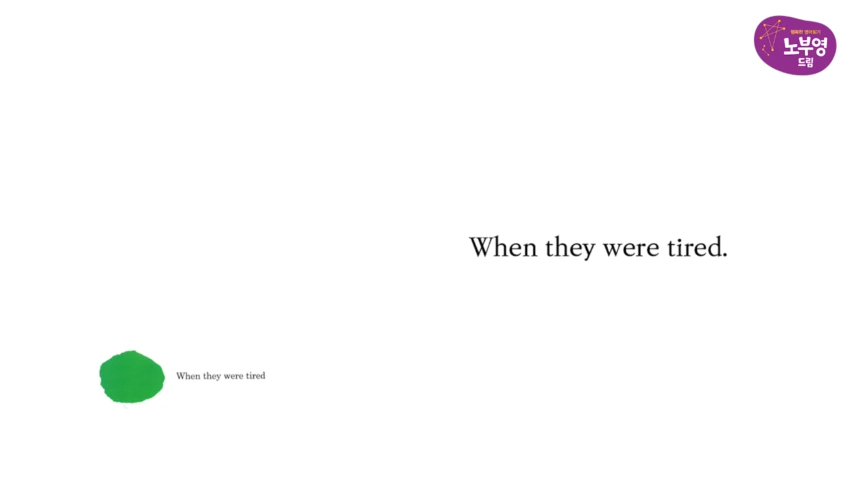 노부영
드림
When they were tired.
When they were tired